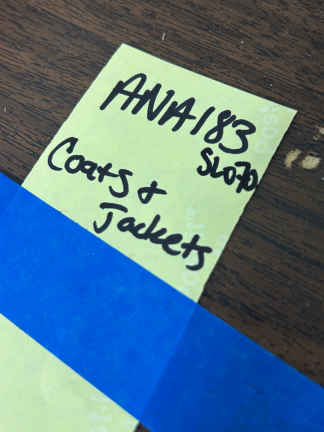 ANA183
SL070
Coats &
Jackets